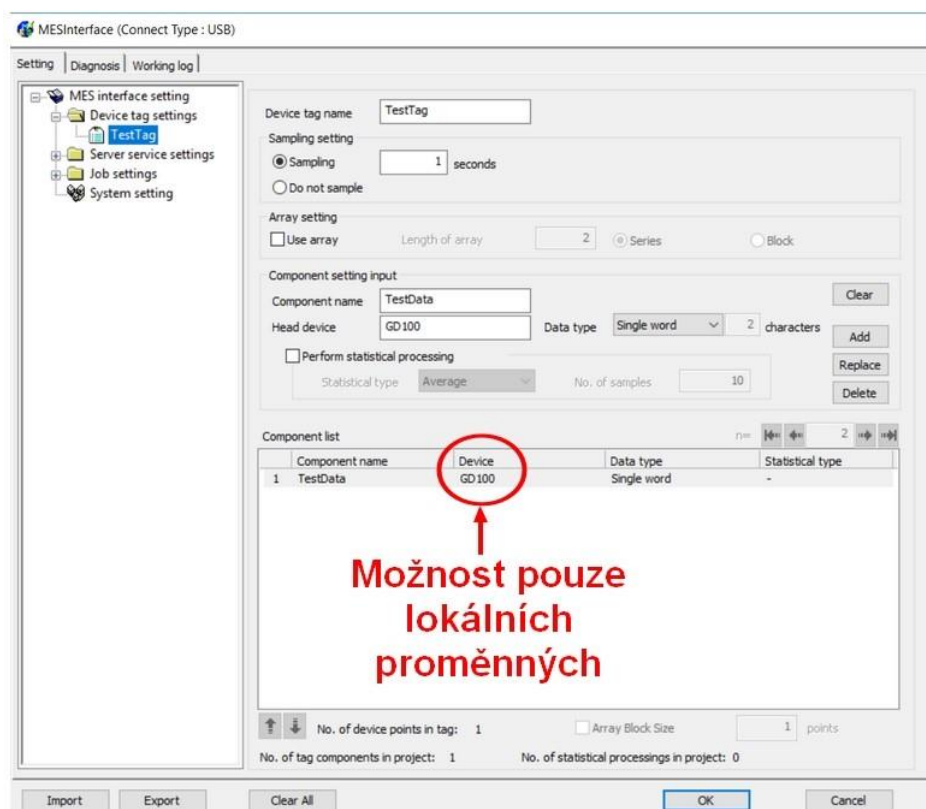 MESInterface (Connect Type : USB)
Setting Diagnosis Working log
MES interface setting
Device tag settings
TestTag
Server service settings
Job settings
System setting
Device tag name TestTag
Sampling setting
Sampling 1 seconds
Do not sample
Array setting
Use array Length of array 2 Series Block
Component setting input
Component name TestData Clear
Head device GD100 Data type Single word 2 characters Add
Perform statistical processing Replace
Statistical type Average No. of samples 10 Delete
Component list n= 2
Component name Device Data type Statistical type
1 TestData GD100 Single word -
Možnost pouze
lokálních
proměnných
No. of device points in tag: 1 Array Block Size 1 points
No. of tag components in project: 1 No. of statistical processings in project: 0
Import Export Clear All OK Cancel